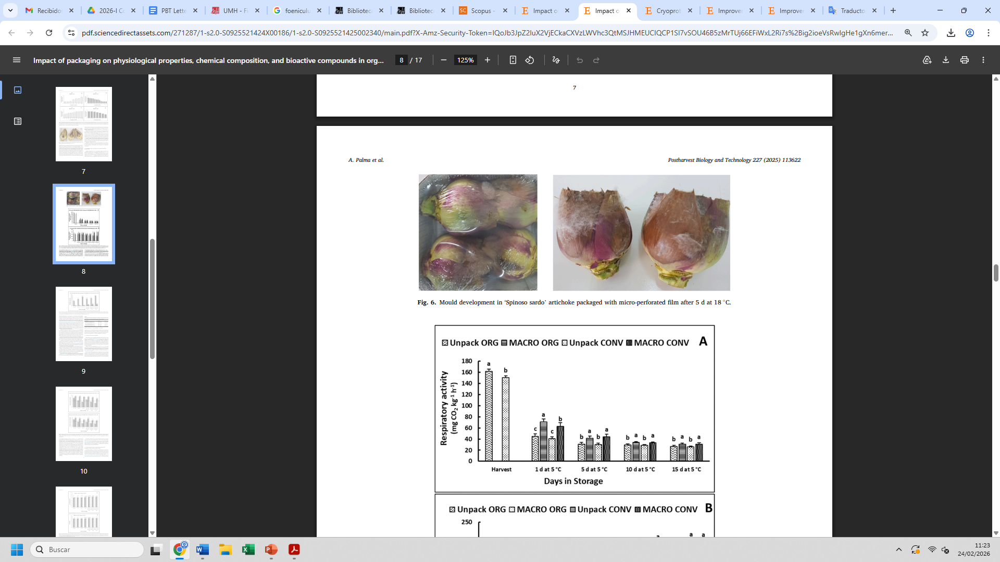 Recibidos
2026-I Co
PBT Lette
UMH - Fi
foeniculu
Bibliotec
Bibliotec
Scopus -
Impact o
Impact o
Cryoprot
Improve
Improve
Traducto
pdf.sciencedirectassets.com/271287/1-s2.0-S0925521424X00186/1-s2.0-S0925521425002340/main.pdf?X-Amz-Security-Token=IQoJb3JpZ2luX2VjECkaCXVzLWVhc3QtMSJHMEUCIQCP1SI7vSOU46B5zMrTUj66EFiWxL2Ri7s%2Big2ioeVsRwIgHe1gXn6mer...
Impact of packaging on physiological properties, chemical composition, and bioactive compounds in org...
8 / 17
125%
7
8
9
10
7
A. Palma et al.
Postharvest Biology and Technology 227 (2025) 113622
Fig. 6. Mould development in ‘Spinoso sardo’ artichoke packaged with micro-perforated film after 5 d at 18 °C.
Unpack ORG MACRO ORG Unpack CONV MACRO CONV A
Respiratory activity
(mg CO2 kg-1 h-1)
180
160
140
120
100
80
60
40
20
0
a b
c a c b
b a b a
b a b a
b a b a
Harvest 1 d at 5 °C 5 d at 5 °C 10 d at 5 °C 15 d at 5 °C
Days in Storage
Unpack ORG MACRO ORG Unpack CONV MACRO CONV B
250
a a a
Buscar
11:23
24/02/2026